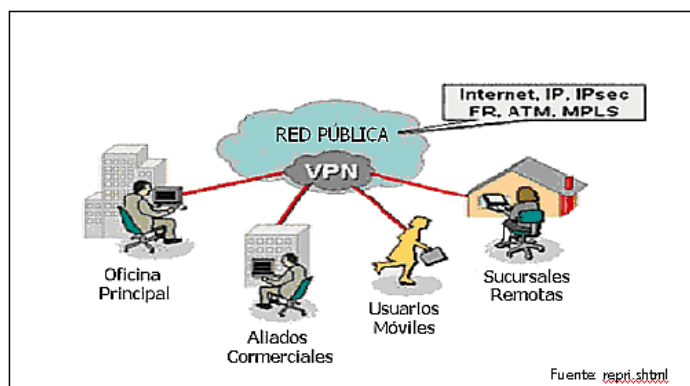 Internet, IP, IPsec
FR, ATM, MPLS
RED PÚBLICA
VPN
Oficina
Principal
Aliados
Comerciales
Usuarios
Móviles
Sucursales
Remotas
Fuente: repri.shtml